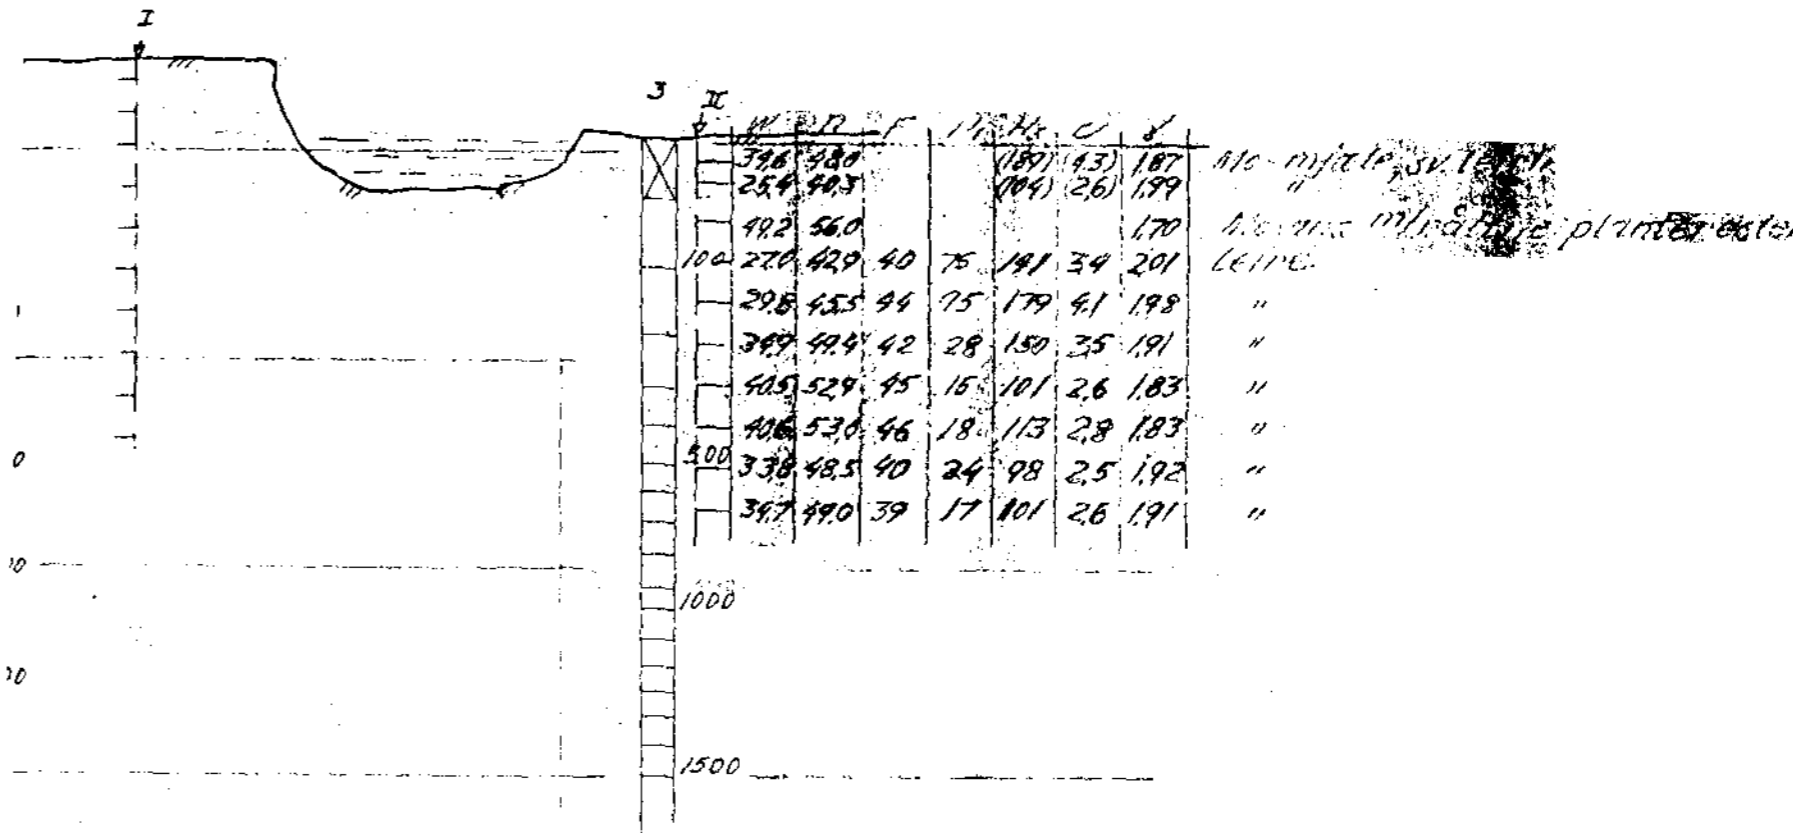 I
3 II
W n F H₃ γ
39,6 48,0 (189) (4,3) 1,87 Mo
25,4 40,3 (104) (2,6) 1,99 "
49,2 56,0 1,70 planterester
100 27,0 42,9 40 75 141 3,4 2,01 Leire
29,8 45,5 44 75 179 4,1 1,98 "
34,9 49,4 42 28 150 3,5 1,91 "
40,5 52,9 45 15 101 2,6 1,83 "
40,6 53,0 46 18 113 2,8 1,83 "
0 500 33,8 48,5 40 24 98 2,5 1,92 "
34,7 49,0 39 17 101 2,6 1,91 "
10
1000
1500